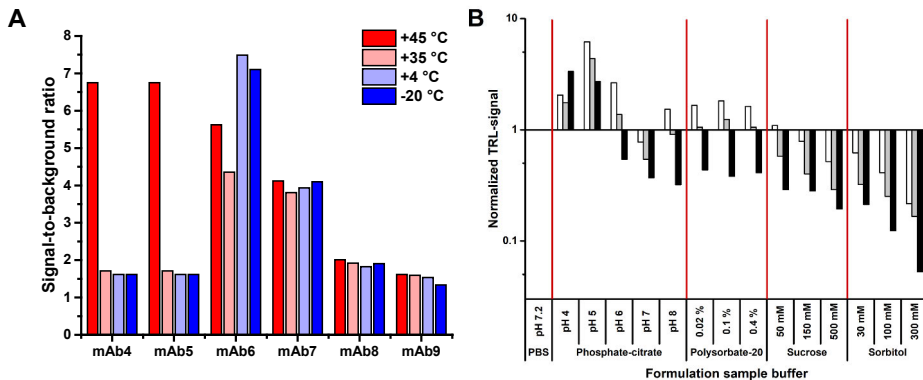 A
Signal-to-background ratio
8
7
6
5
4
3
2
1
0
+45 °C
+35 °C
+4 °C
-20 °C
mAb4 mAb5 mAb6 mAb7 mAb8 mAb9
B
Normalized TRL-signal
10
1
0.1
pH 7.2
pH 4
pH 5
pH 6
pH 7
pH 8
0.02 %
0.1 %
0.4 %
50 mM
150 mM
500 mM
30 mM
100 mM
300 mM
PBS Phosphate-citrate Polysorbate-20 Sucrose Sorbitol
Formulation sample buffer